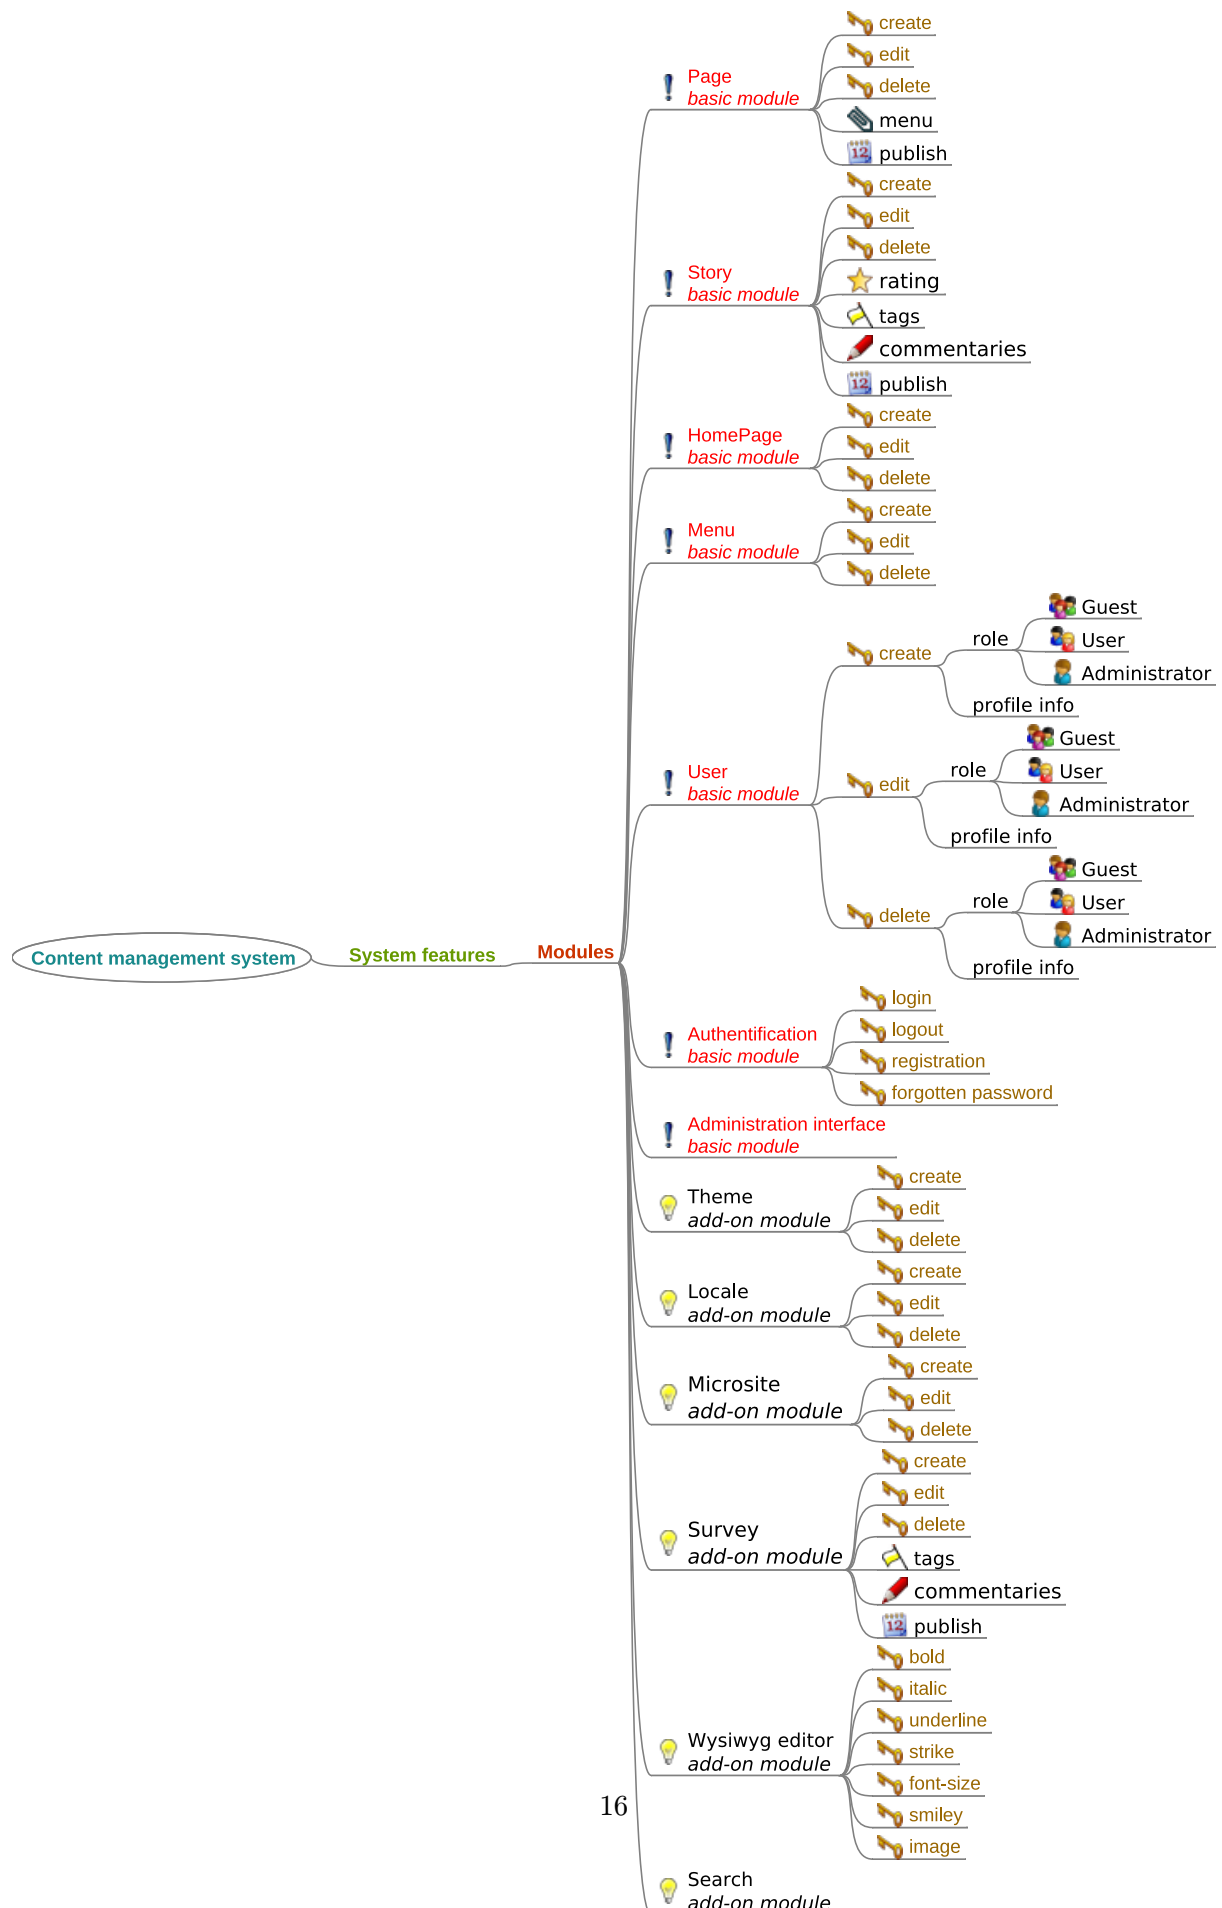 create
edit
Page
basic module
delete
menu
publish
create
edit
delete
Story
basic module
rating
tags
commentaries
publish
create
HomePage
basic module
edit
delete
create
Menu
basic module
edit
delete
Guest
role
User
create
Administrator
profile info
Guest
role
User
User
basic module
edit
Administrator
profile info
Guest
role
User
delete
Administrator
profile info
Content management system
System features
Modules
login
logout
Authentification
basic module
registration
forgotten password
Administration interface
basic module
create
Theme
add-on module
edit
delete
create
Locale
add-on module
edit
delete
create
Microsite
add-on module
edit
delete
create
edit
delete
Survey
add-on module
tags
commentaries
publish
bold
italic
underline
Wysiwyg editor
add-on module
strike
font-size
smiley
image
16
Search
add-on module